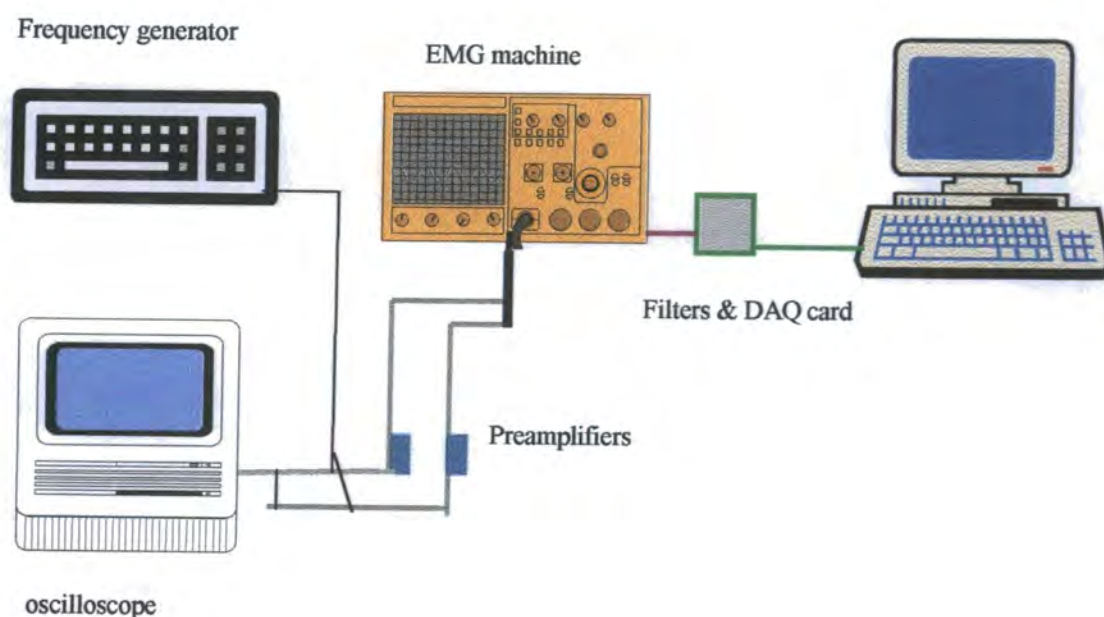 Frequency generator
EMG machine
Filters & DAQ card
Preamplifiers
oscilloscope